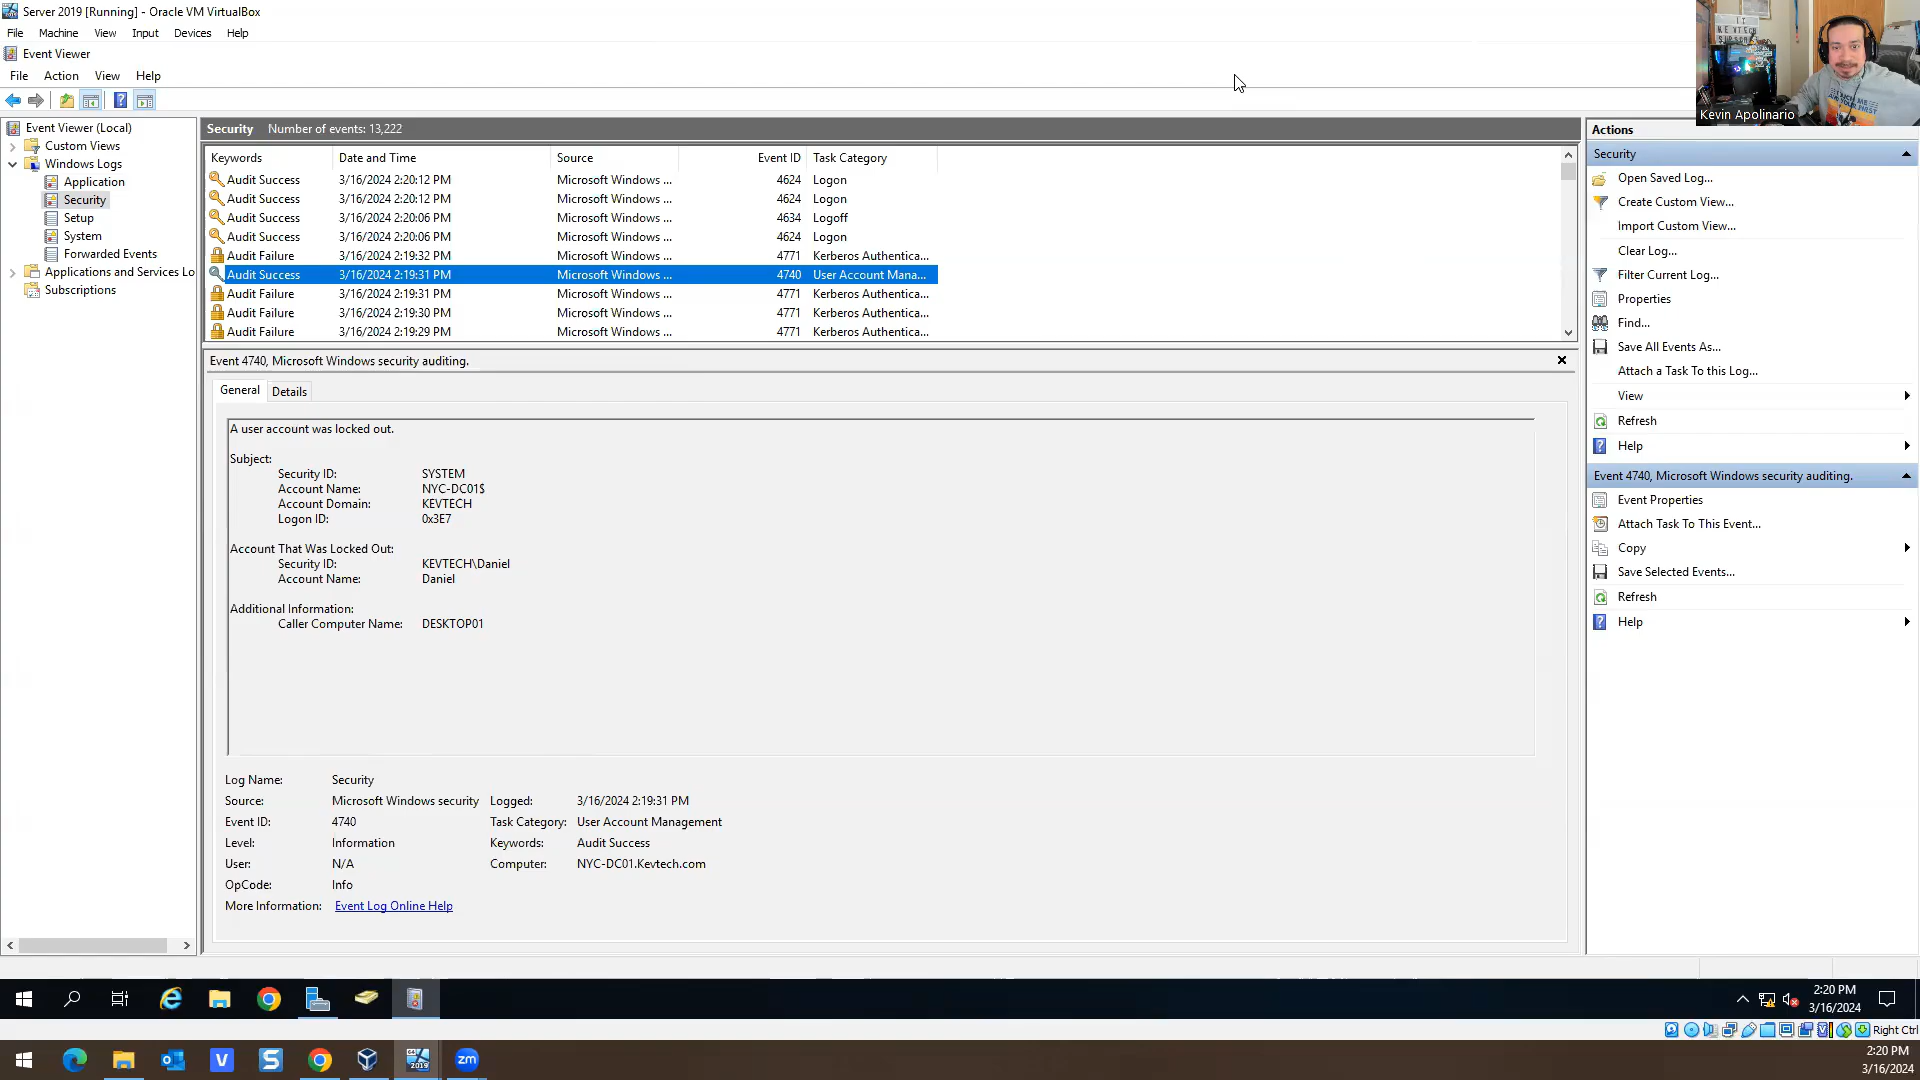 Server 2019 [Running] - Oracle VM VirtualBox
File Machine View Input Devices Help
Event Viewer
File Action View Help
Kevin Apolinario
Event Viewer (Local)
Custom Views
Windows Logs
Application
Security
Setup
System
Forwarded Events
Applications and Services Lo
Subscriptions
Security Number of events: 13,222
Keywords Date and Time Source Event ID Task Category
Audit Success 3/16/2024 2:20:12 PM Microsoft Windows ... 4624 Logon
Audit Success 3/16/2024 2:20:12 PM Microsoft Windows ... 4624 Logon
Audit Success 3/16/2024 2:20:06 PM Microsoft Windows ... 4634 Logoff
Audit Success 3/16/2024 2:20:06 PM Microsoft Windows ... 4624 Logon
Audit Failure 3/16/2024 2:19:32 PM Microsoft Windows ... 4771 Kerberos Authentica...
Audit Success 3/16/2024 2:19:31 PM Microsoft Windows ... 4740 User Account Mana...
Audit Failure 3/16/2024 2:19:31 PM Microsoft Windows ... 4771 Kerberos Authentica...
Audit Failure 3/16/2024 2:19:30 PM Microsoft Windows ... 4771 Kerberos Authentica...
Audit Failure 3/16/2024 2:19:29 PM Microsoft Windows ... 4771 Kerberos Authentica...
Event 4740, Microsoft Windows security auditing.
General Details
A user account was locked out.
Subject:
Security ID: SYSTEM
Account Name: NYC-DC01$
Account Domain: KEVTECH
Logon ID: 0x3E7
Account That Was Locked Out:
Security ID: KEVTECH\Daniel
Account Name: Daniel
Additional Information:
Caller Computer Name: DESKTOP01
Log Name: Security
Source: Microsoft Windows security Logged: 3/16/2024 2:19:31 PM
Event ID: 4740 Task Category: User Account Management
Level: Information Keywords: Audit Success
User: N/A Computer: NYC-DC01.Kevtech.com
OpCode: Info
More Information: Event Log Online Help
Actions
Security
Open Saved Log...
Create Custom View...
Import Custom View...
Clear Log...
Filter Current Log...
Properties
Find...
Save All Events As...
Attach a Task To this Log...
View
Refresh
Help
Event 4740, Microsoft Windows security auditing.
Event Properties
Attach Task To This Event...
Copy
Save Selected Events...
Refresh
Help
2:20 PM
3/16/2024
Right Ctrl
V
S
2019
zm
2:20 PM
3/16/2024